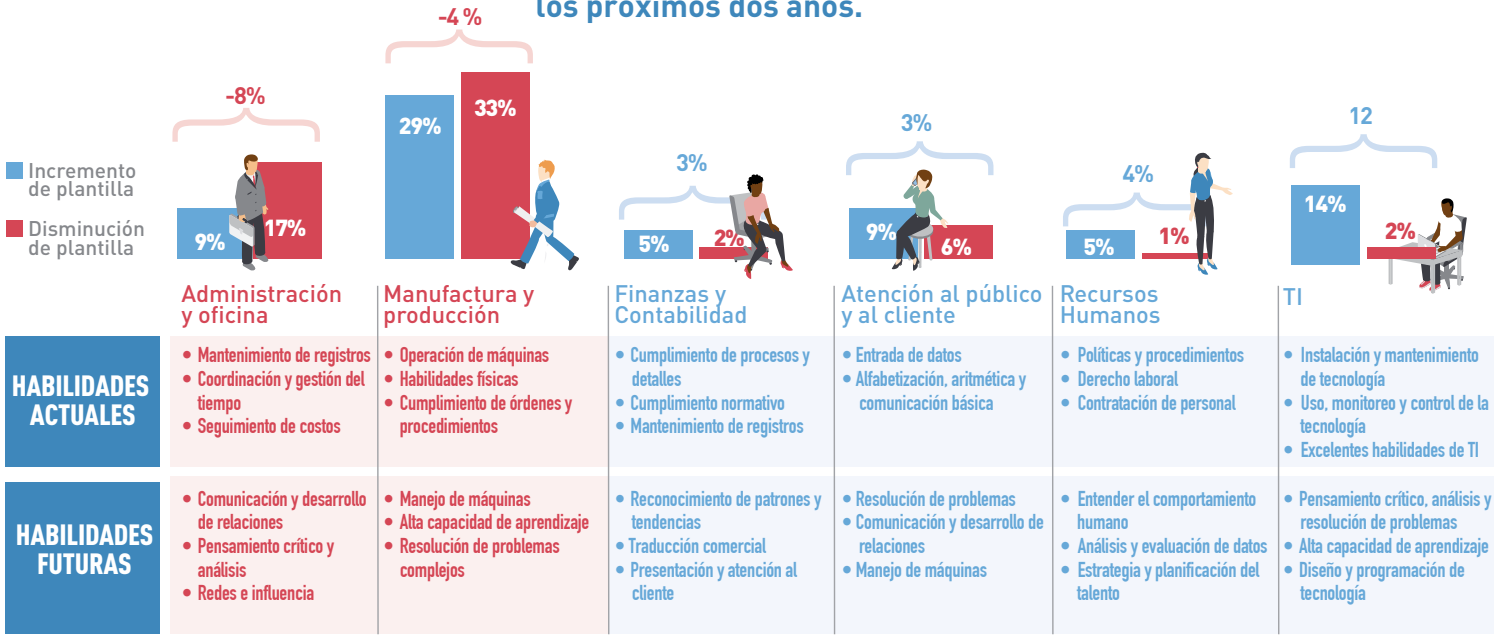 los próximos dos años.
-8%
-4 %
3%
3%
4%
12
Incremento
de plantilla
Disminución
de plantilla
9%
17%
29%
33%
5%
2%
9%
6%
5%
1%
14%
2%
Administración
y oficina
Manufactura y
producción
Finanzas y
Contabilidad
Atención al público
y al cliente
Recursos
Humanos
TI
HABILIDADES
ACTUALES
• Mantenimiento de registros
• Coordinación y gestión del
tiempo
• Seguimiento de costos
• Operación de máquinas
• Habilidades físicas
• Cumplimiento de órdenes y
procedimientos
• Cumplimiento de procesos y
detalles
• Cumplimiento normativo
• Mantenimiento de registros
• Entrada de datos
• Alfabetización, aritmética y
comunicación básica
• Políticas y procedimientos
• Derecho laboral
• Contratación de personal
• Instalación y mantenimiento
de tecnología
• Uso, monitoreo y control de la
tecnología
• Excelentes habilidades de TI
HABILIDADES
FUTURAS
• Comunicación y desarrollo
de relaciones
• Pensamiento crítico y
análisis
• Redes e influencia
• Manejo de máquinas
• Alta capacidad de aprendizaje
• Resolución de problemas
complejos
• Reconocimiento de patrones y
tendencias
• Traducción comercial
• Presentación y atención al
cliente
• Resolución de problemas
• Comunicación y desarrollo de
relaciones
• Manejo de máquinas
• Entender el comportamiento
humano
• Análisis y evaluación de datos
• Estrategia y planificación del
talento
• Pensamiento crítico, análisis y
resolución de problemas
• Alta capacidad de aprendizaje
• Diseño y programación de
tecnología